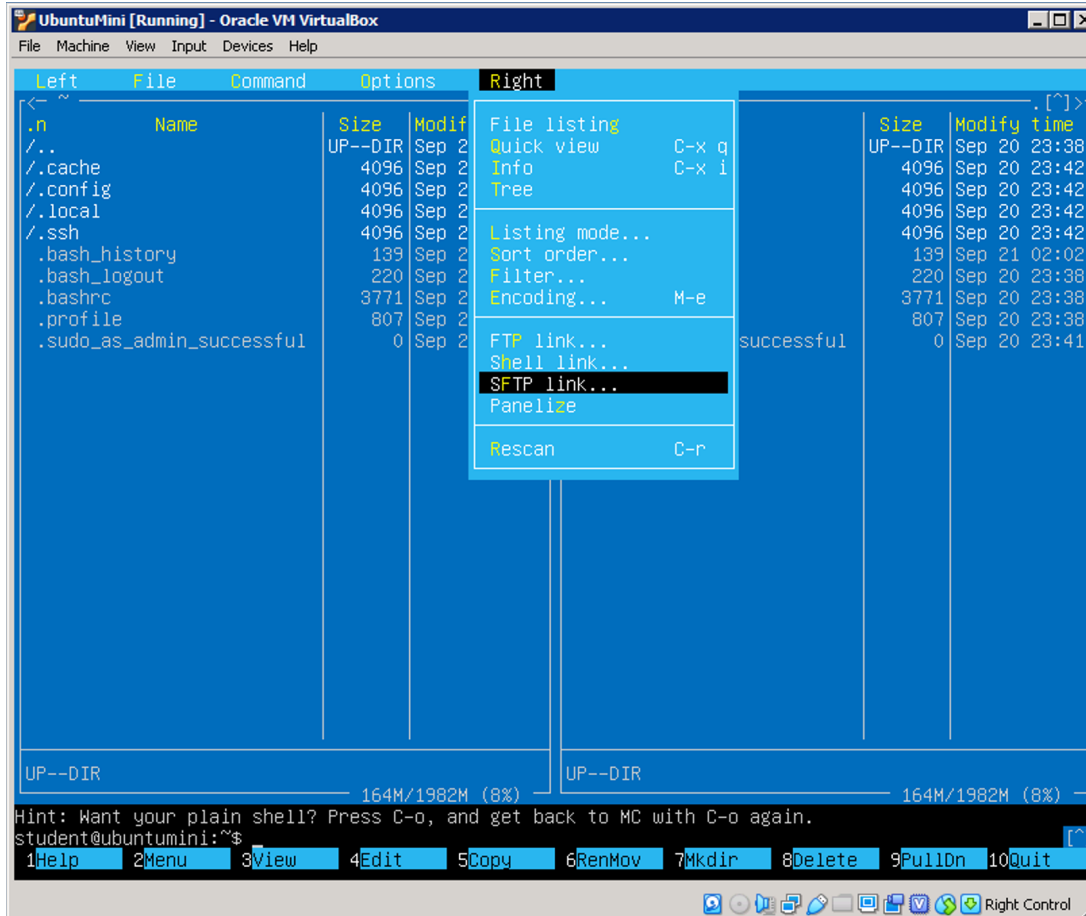 UbuntuMini [Running] - Oracle VM VirtualBox
File Machine View Input Devices Help
Left File Command Options Right
<- ~ .[^]>
.n Name Size Modif File listing Size Modify time
/.. UP--DIR Sep 2 Quick view C-x q UP--DIR Sep 20 23:38
/.cache 4096 Sep 2 Info C-x i 4096 Sep 20 23:42
/.config 4096 Sep 2 Tree 4096 Sep 20 23:42
/.local 4096 Sep 2 4096 Sep 20 23:42
/.ssh 4096 Sep 2 Listing mode... 4096 Sep 20 23:42
.bash_history 139 Sep 2 Sort order... 139 Sep 21 02:02
.bash_logout 220 Sep 2 Filter... 220 Sep 20 23:38
.bashrc 3771 Sep 2 Encoding... M-e 3771 Sep 20 23:38
.profile 807 Sep 2 807 Sep 20 23:38
.sudo_as_admin_successful 0 Sep 2 FTP link... successful 0 Sep 20 23:41
Shell link...
SFTP link...
Panelize
Rescan C-r
UP--DIR UP--DIR
164M/1982M (8%) 164M/1982M (8%)
Hint: Want your plain shell? Press C-o, and get back to MC with C-o again.
student@ubuntumini:~$ _ [^
1Help 2Menu 3View 4Edit 5Copy 6RenMov 7Mkdir 8Delete 9PullDn 10Quit
Right Control